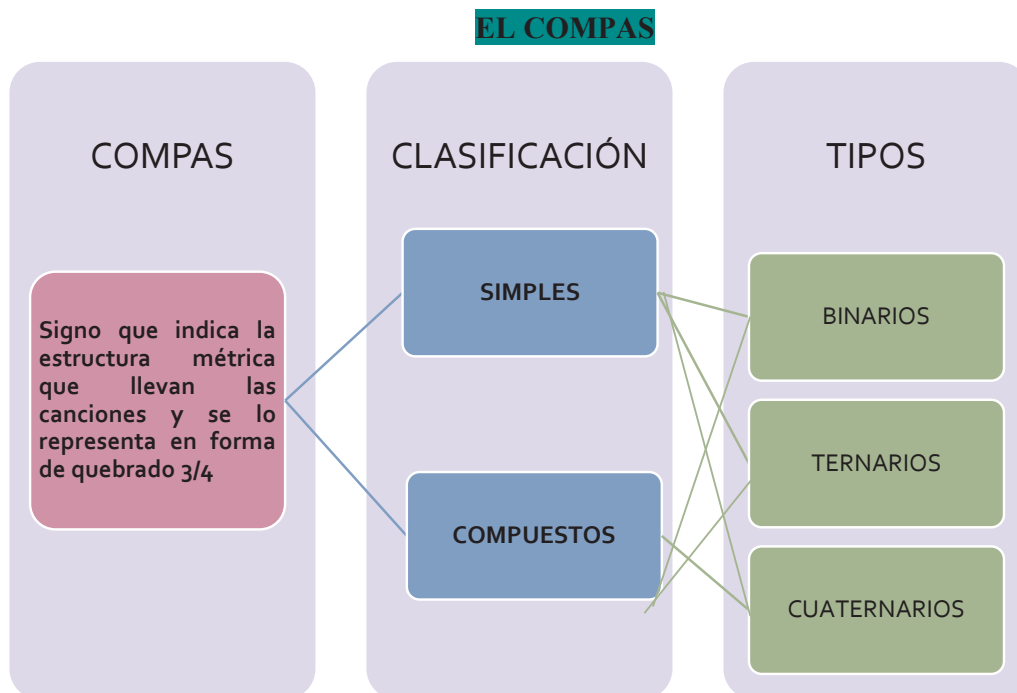 EL COMPAS
COMPAS
Signo que indica la
estructura métrica
que llevan las
canciones y se lo
representa en forma
de quebrado 3/4
CLASIFICACIÓN
SIMPLES
COMPUESTOS
TIPOS
BINARIOS
TERNARIOS
CUATERNARIOS